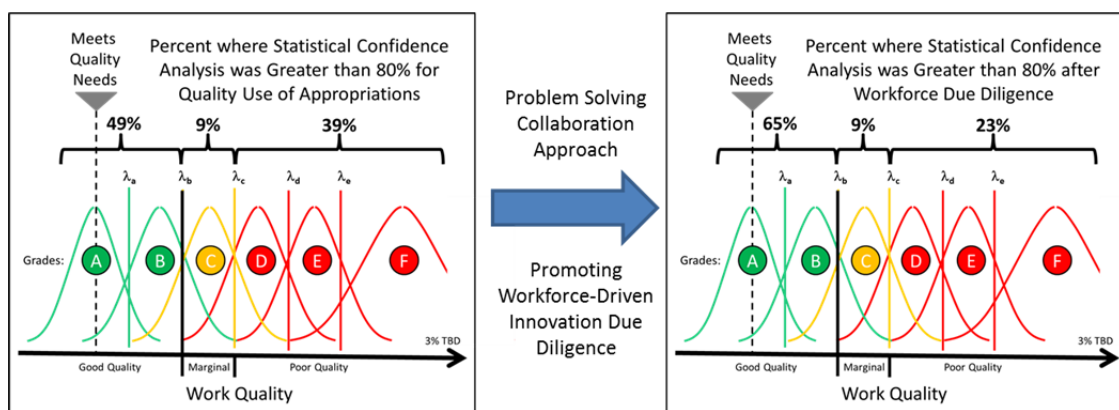 Meets
Quality
Needs
Percent where Statistical Confidence
Analysis was Greater than 80% for
Quality Use of Appropriations
49%
9%
39%
λa
λb
λc
λd
λe
Grades:
A
B
C
D
E
F
3% TBD
Good Quality
Marginal
Poor Quality
Work Quality
Problem Solving
Collaboration
Approach
Promoting
Workforce-Driven
Innovation Due
Diligence
Meets
Quality
Needs
Percent where Statistical Confidence
Analysis was Greater than 80% after
Workforce Due Diligence
65%
9%
23%
λa
λb
λc
λd
λe
Grades:
A
B
C
D
E
F
3% TBD
Good Quality
Marginal
Poor Quality
Work Quality